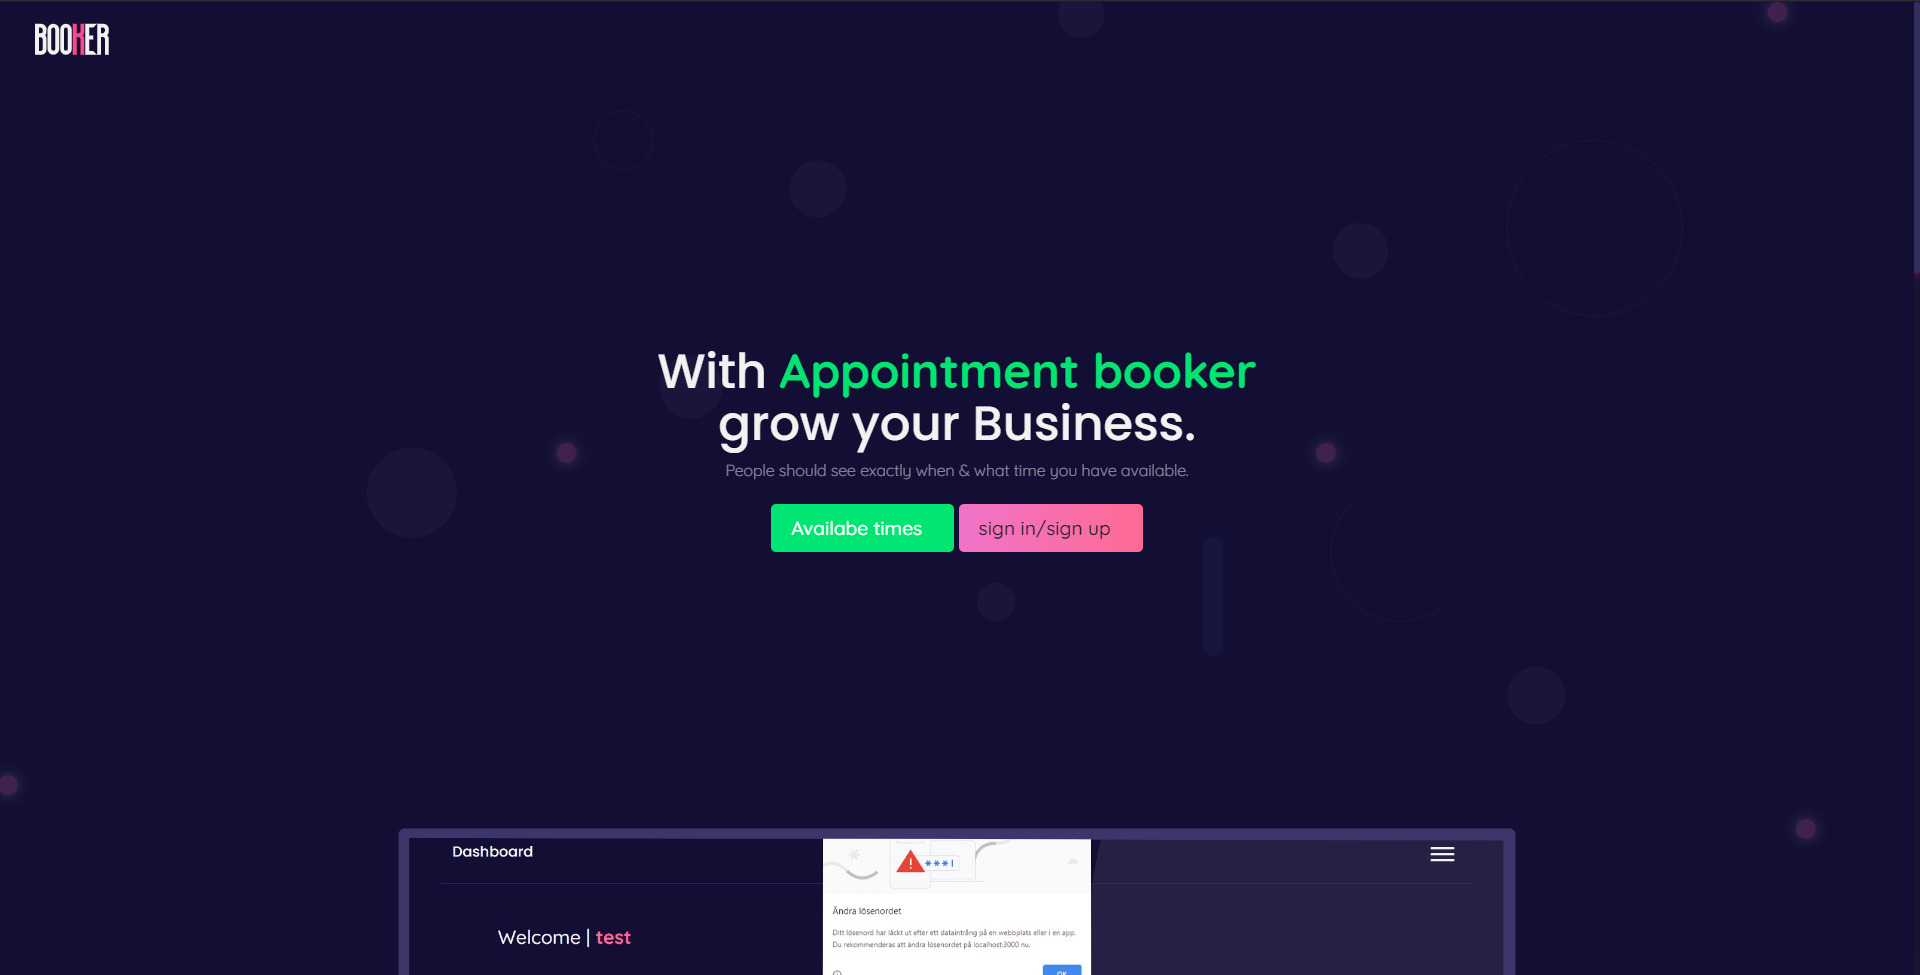 BOOKER
With Appointment booker
grow your Business.
People should see exactly when & what time you have available.
Availabe times
sign in/sign up
Dashboard
***|
Ändra lösenordet
Welcome | test
Ditt lösenord har läckt ut efter ett dataintrång på en webbplats eller i en app.
Du rekommenderas att ändra lösenordet på localhost:3000 nu.
OK